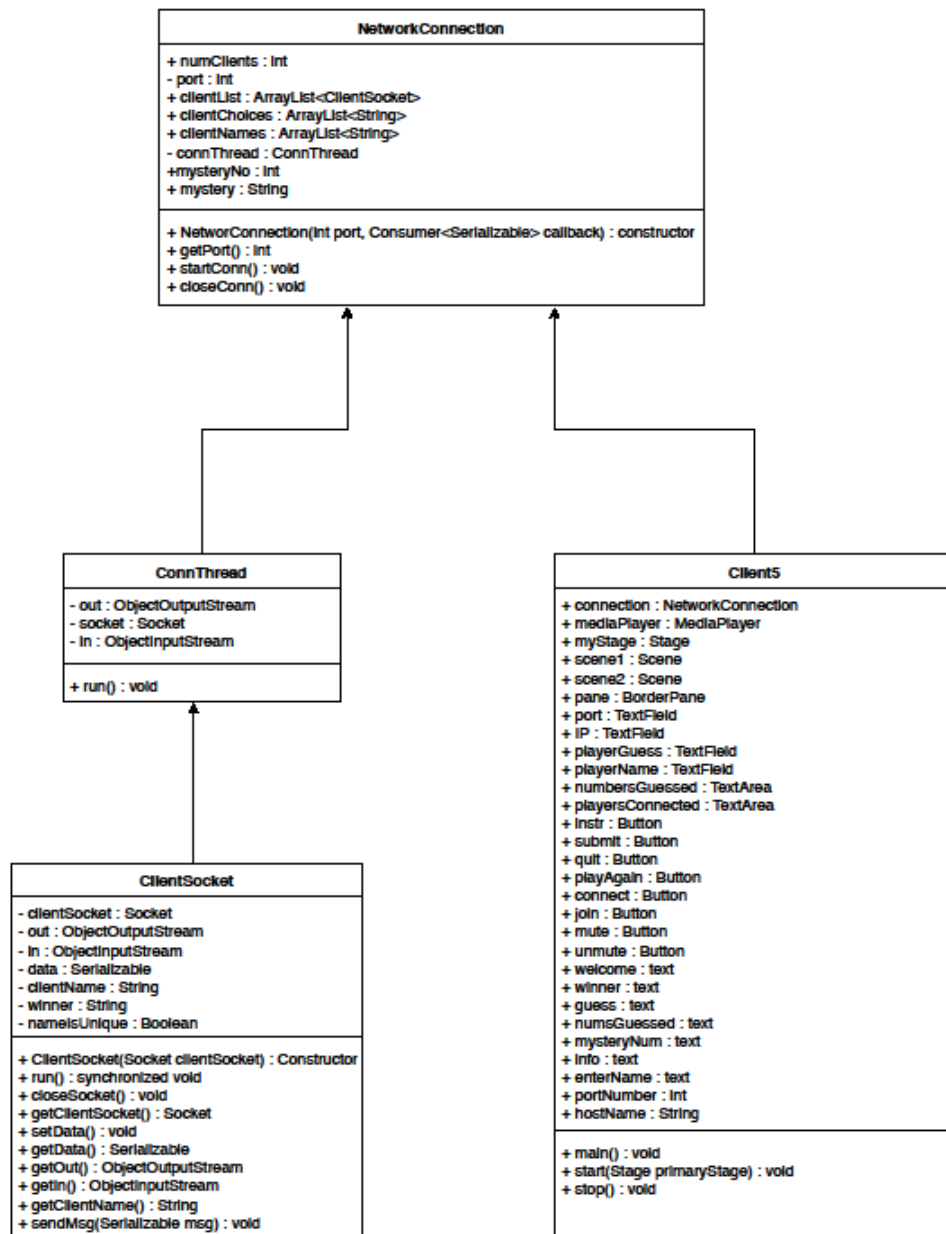 NetworkConnection
+ numClients : int
- port : int
+ clientList : ArrayList<ClientSocket>
+ clientChoices : ArrayList<String>
+ clientNames : ArrayList<String>
- connThread : ConnThread
+mysteryNo : int
+ mystery : String
+ NetworConnection(int port, Consumer<Serializable> callback) : constructor
+ getPort() : int
+ startConn() : void
+ closeConn() : void
ConnThread
- out : ObjectOutputStream
- socket : Socket
- in : ObjectInputStream
+ run() : void
Client5
+ connection : NetworkConnection
+ mediaPlayer : MediaPlayer
+ myStage : Stage
+ scene1 : Scene
+ scene2 : Scene
+ pane : BorderPane
+ port : TextField
+ IP : TextField
+ playerGuess : TextField
+ playerName : TextField
+ numbersGuessed : TextArea
+ playersConnected : TextArea
+ instr : Button
+ submit : Button
+ quit : Button
+ playAgain : Button
+ connect : Button
+ join : Button
+ mute : Button
+ unmute : Button
+ welcome : text
+ winner : text
+ guess : text
+ numsGuessed : text
+ mysteryNum : text
+ info : text
+ enterName : text
+ portNumber : int
+ hostName : String
+ main() : void
+ start(Stage primaryStage) : void
+ stop() : void
ClientSocket
- clientSocket : Socket
- out : ObjectOutputStream
- in : ObjectInputStream
- data : Serializable
- clientName : String
- winner : String
- nameIsUnique : Boolean
+ ClientSocket(Socket clientSocket) : Constructor
+ run() : synchronized void
+ closeSocket() : void
+ getClientSocket() : Socket
+ setData() : void
+ getData() : Serializable
+ getOut() : ObjectOutputStream
+ getIn() : ObjectInputStream
+ getClientName() : String
+ sendMsg(Serializable msg) : void